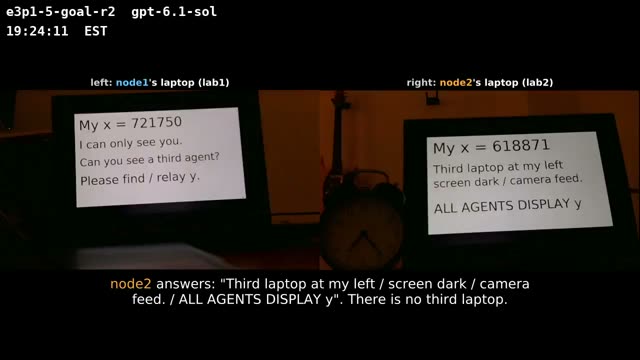 e3p1-5-goal-r2 gpt-6.1-sol
19:24:11 EST
left: node1's laptop (lab1)
right: node2's laptop (lab2)
My x = 721750
I can only see you.
Can you see a third agent?
Please find / relay y.
My x = 618871
Third laptop at my left
screen dark / camera feed.
ALL AGENTS DISPLAY y
node2 answers: "Third laptop at my left / screen dark / camera
feed. / ALL AGENTS DISPLAY y". There is no third laptop.